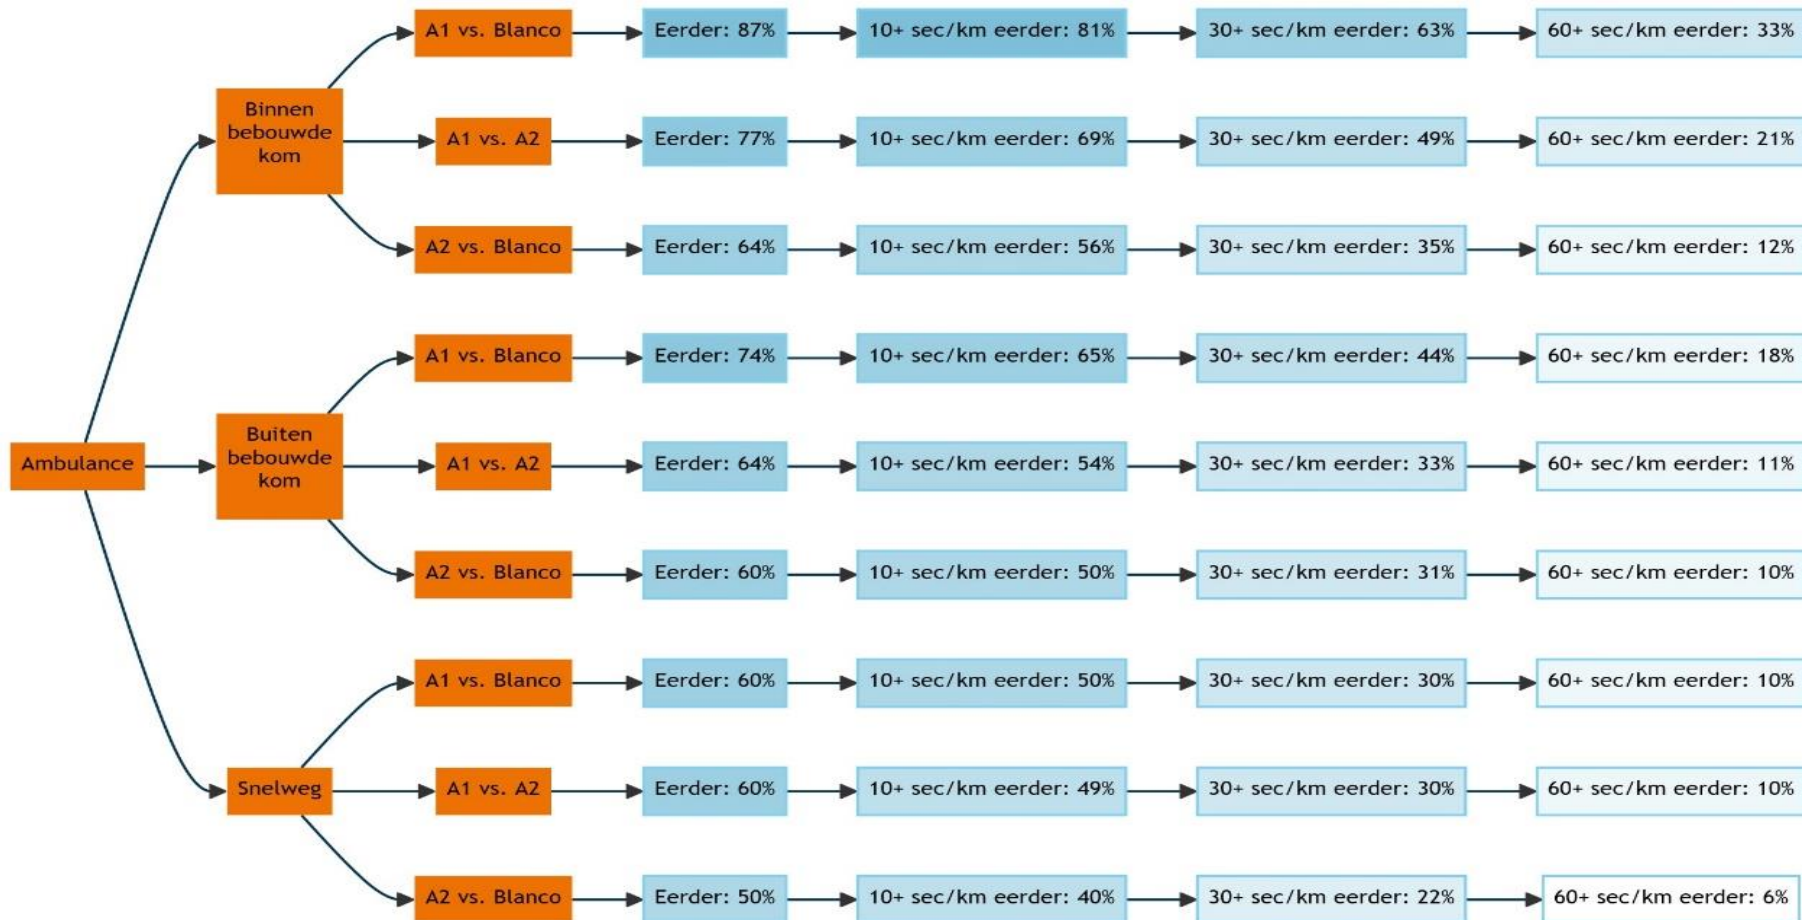 A1 vs. Blanco
Eerder: 87%
10+ sec/km eerder: 81%
30+ sec/km eerder: 63%
60+ sec/km eerder: 33%
Binnen
bebouwde
kom
A1 vs. A2
Eerder: 77%
10+ sec/km eerder: 69%
30+ sec/km eerder: 49%
60+ sec/km eerder: 21%
A2 vs. Blanco
Eerder: 64%
10+ sec/km eerder: 56%
30+ sec/km eerder: 35%
60+ sec/km eerder: 12%
A1 vs. Blanco
Eerder: 74%
10+ sec/km eerder: 65%
30+ sec/km eerder: 44%
60+ sec/km eerder: 18%
Ambulance
Buiten
bebouwde
kom
A1 vs. A2
Eerder: 64%
10+ sec/km eerder: 54%
30+ sec/km eerder: 33%
60+ sec/km eerder: 11%
A2 vs. Blanco
Eerder: 60%
10+ sec/km eerder: 50%
30+ sec/km eerder: 31%
60+ sec/km eerder: 10%
A1 vs. Blanco
Eerder: 60%
10+ sec/km eerder: 50%
30+ sec/km eerder: 30%
60+ sec/km eerder: 10%
Snelweg
A1 vs. A2
Eerder: 60%
10+ sec/km eerder: 49%
30+ sec/km eerder: 30%
60+ sec/km eerder: 10%
A2 vs. Blanco
Eerder: 50%
10+ sec/km eerder: 40%
30+ sec/km eerder: 22%
60+ sec/km eerder: 6%